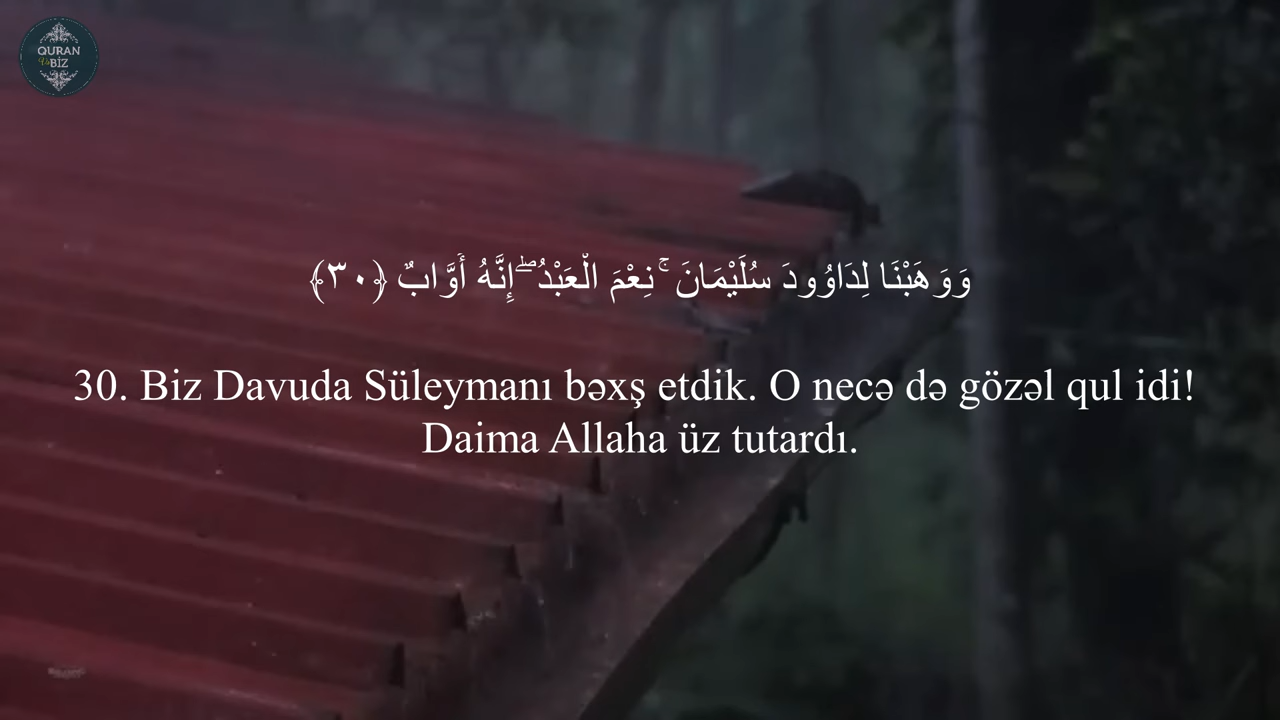 QURAN
Və BİZ
وَوَهَبْنَا لِدَاوُودَ سُلَيْمَانَ ۚ نِعْمَ الْعَبْدُ ۖ إِنَّهُ أَوَّابٌ ﴿٣٠﴾
30. Biz Davuda Süleymanı bəxş etdik. O necə də gözəl qul idi!
Daima Allaha üz tutardı.